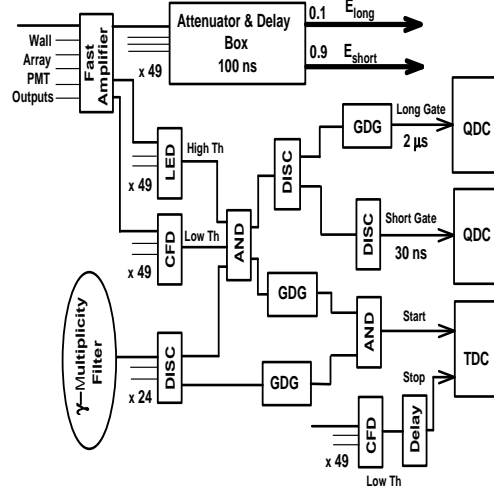 Wall
Array
PMT
Outputs
Fast
Amplifier
x 49
Attenuator & Delay
Box
100 ns
0.1
E long
0.9
E short
LED
High Th
x 49
CFD
Low Th
x 49
AND
DISC
GDG
Long Gate
2 µs
QDC
DISC
Short Gate
30 ns
QDC
γ—Multiplicity
Filter
DISC
x 24
GDG
GDG
AND
Start
Stop
TDC
x 49
CFD
Delay
Low Th